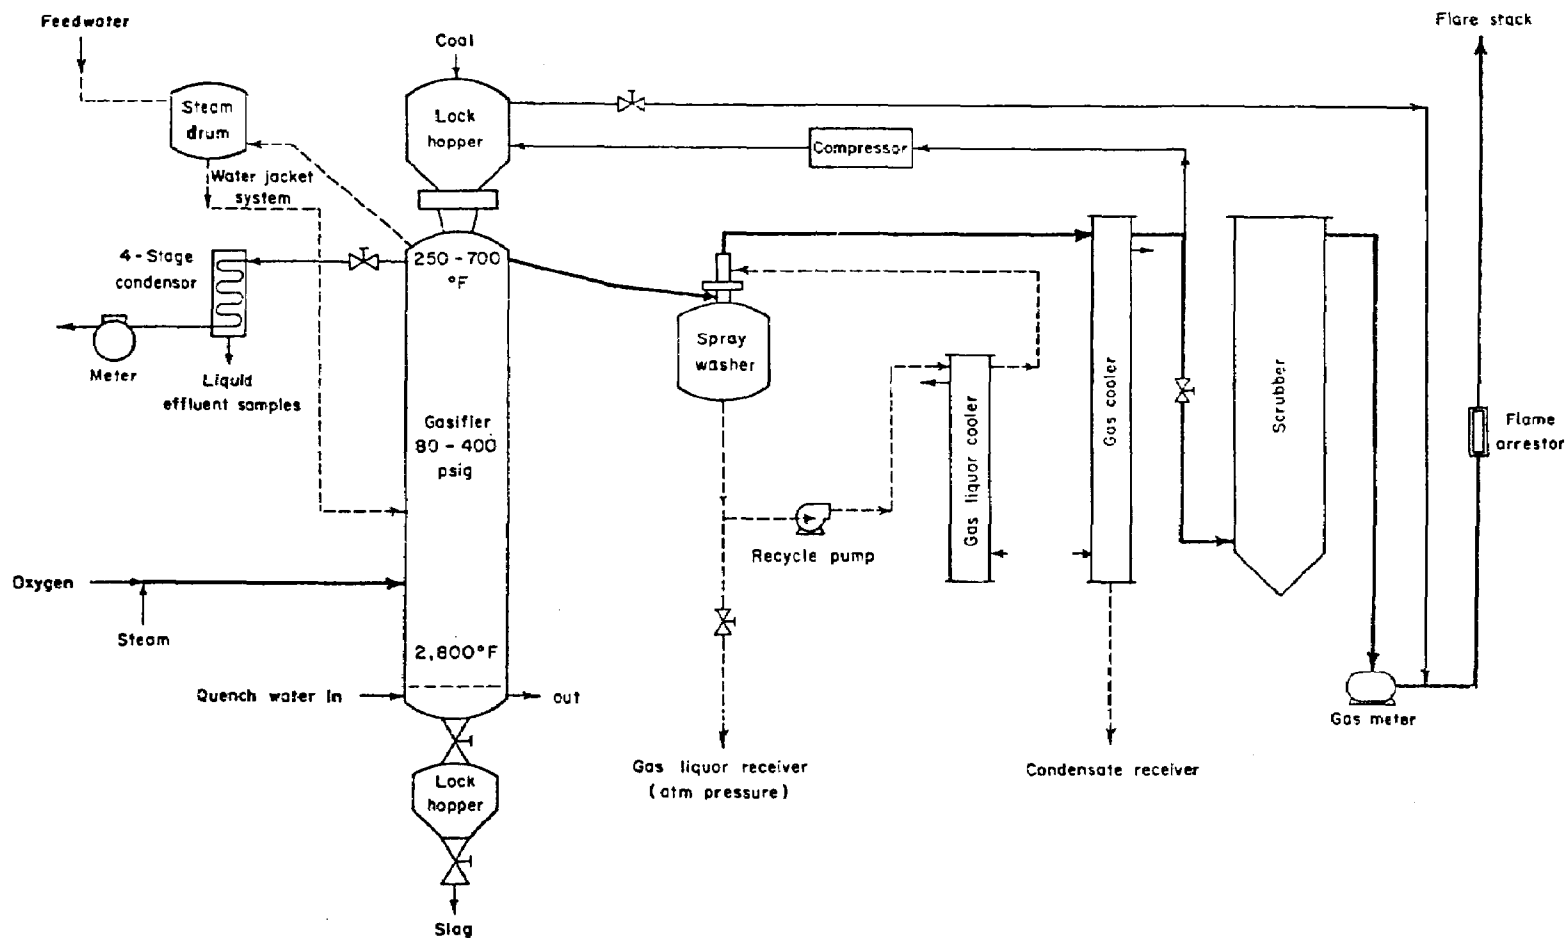 Feedwater
Coal
Flare stack
Steam
drum
Lock
hopper
Compressor
Water jacket
system
4-Stage
condensor
250-700
°F
Spray
washer
Meter
Liquid
effluent samples
Gasifier
80-400
psig
Gas liquor cooler
Gas cooler
Scrubber
Flame
arrestor
Recycle pump
Oxygen
Steam
2,800°F
Quench water in
out
Gas meter
Lock
hopper
Gas liquor receiver
(atm pressure)
Condensate receiver
Slag